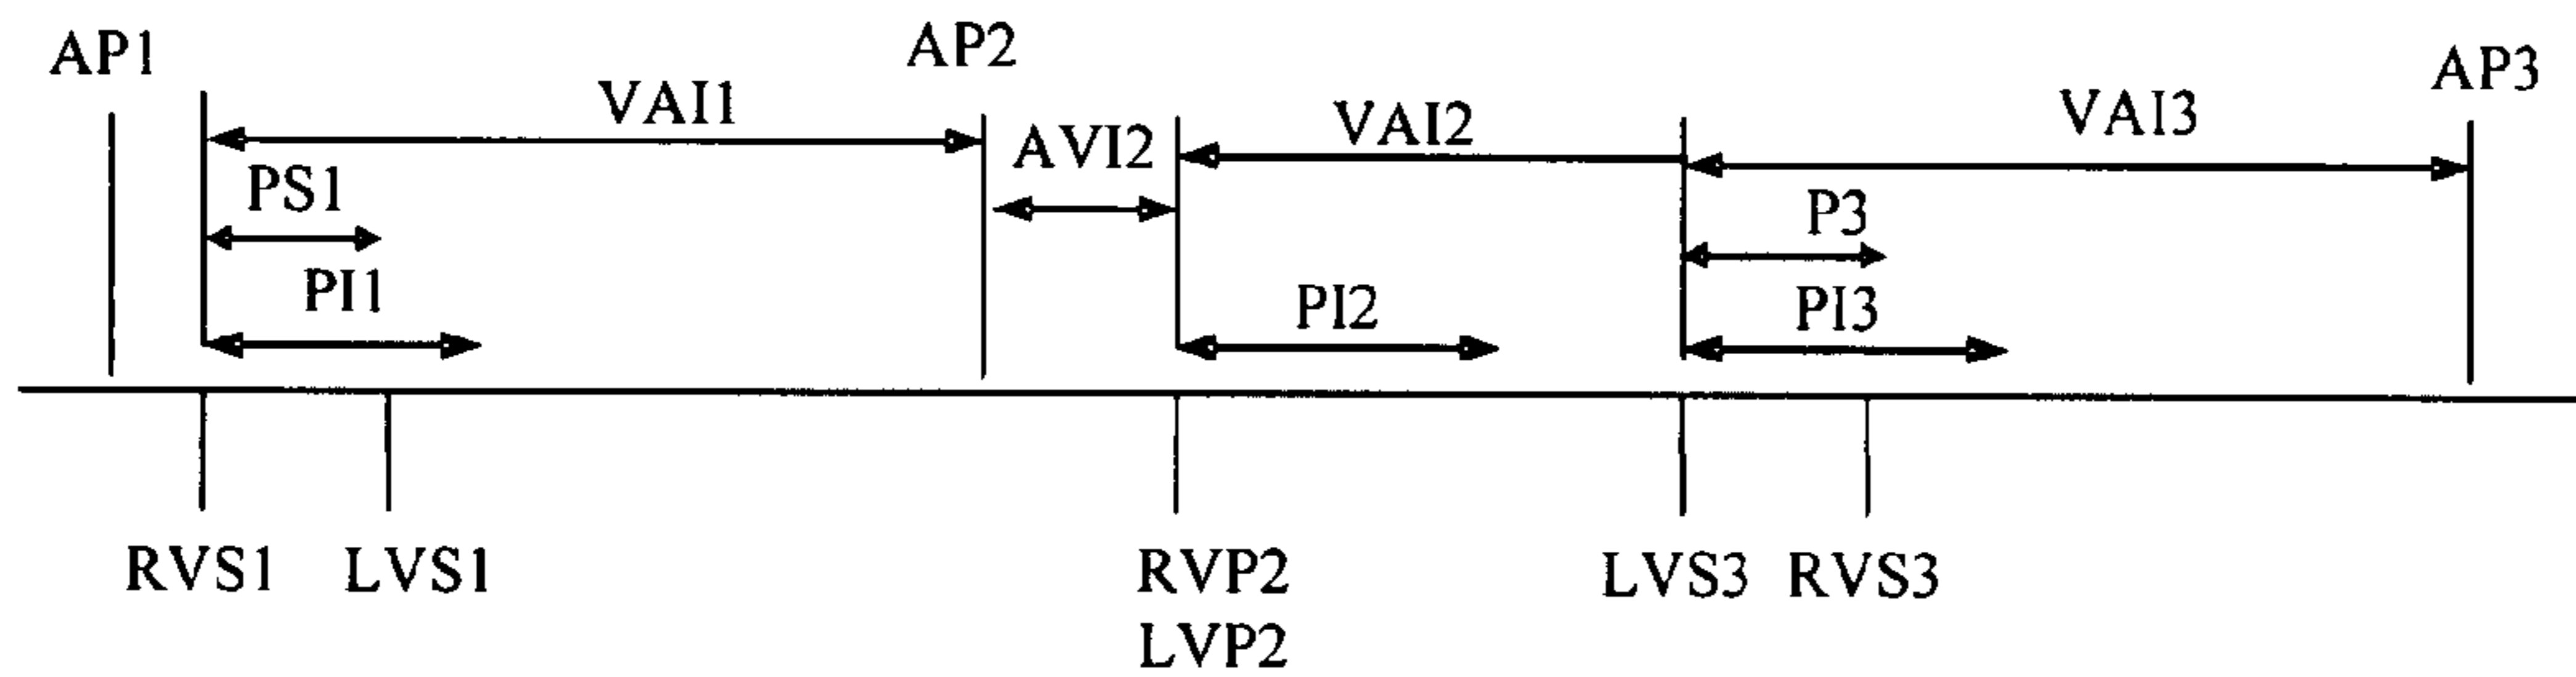 AP1
AP2
AP3
VAI1
AVI2
VAI2
VAI3
PS1
P3
PI1
PI2
PI3
RVS1
LVS1
RVP2
LVP2
LVS3
RVS3